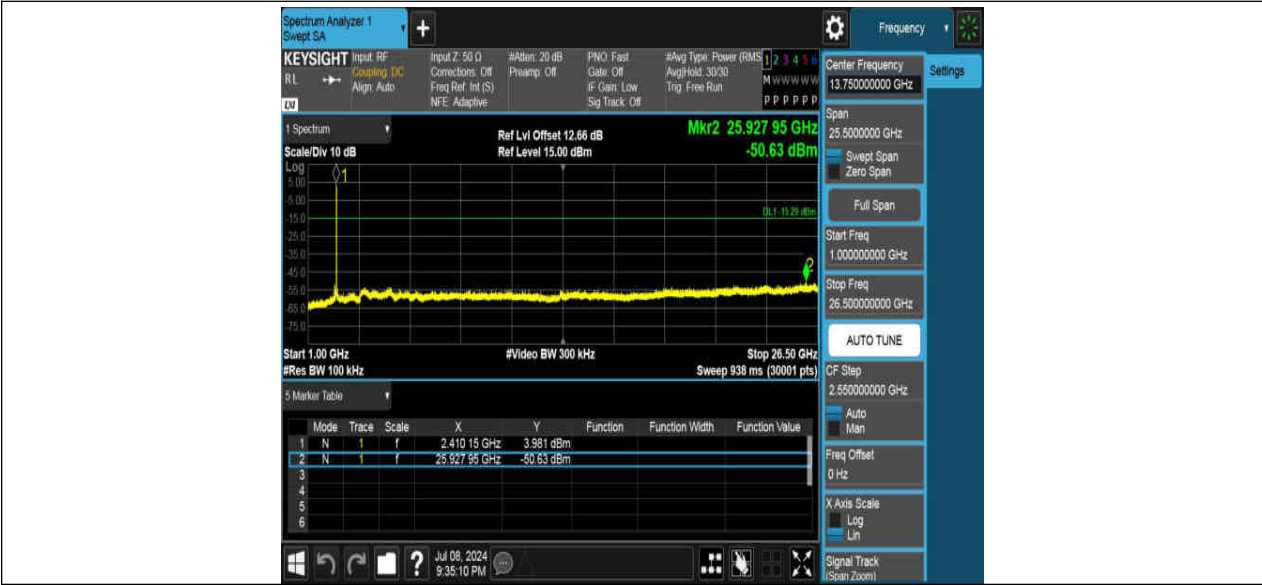 Spectrum Analyzer 1
Swept SA
+
Frequency
KEYSIGHT
RL
LXI
Input: RF
Coupling: DC
Align: Auto
Input Z: 50 Ω
Corrections: Off
Freq Ref: Int (S)
NFE: Adaptive
#Atten: 20 dB
Preamp: Off
PNO: Fast
Gate: Off
IF Gain: Low
Sig Track: Off
#Avg Type: Power (RMS
Avg|Hold: 30/30
Trig: Free Run
1 2 3 4 5 6
M W W W W W
P P P P P P
Center Frequency
13.750000000 GHz
Settings
Span
25.5000000 GHz
Swept Span
Zero Span
Full Span
Start Freq
1.000000000 GHz
Stop Freq
26.500000000 GHz
AUTO TUNE
CF Step
2.550000000 GHz
Auto
Man
Freq Offset
0 Hz
X Axis Scale
Log
Lin
Signal Track
(Span Zoom)
1 Spectrum
Scale/Div 10 dB
Ref Lvl Offset 12.66 dB
Ref Level 15.00 dBm
Mkr2 25.927 95 GHz
-50.63 dBm
Log
1
5.00
-5.00
-15.0
DL1 -15.29 dBm
-25.0
-35.0
-45.0
2
-55.0
-65.0
-75.0
Start 1.00 GHz
#Video BW 300 kHz
Stop 26.50 GHz
#Res BW 100 kHz
Sweep 938 ms (30001 pts)
5 Marker Table
Mode Trace Scale X Y Function Function Width Function Value
1 N 1 f 2.410 15 GHz 3.981 dBm
2 N 1 f 25.927 95 GHz -50.63 dBm
3
4
5
6
?
Jul 08, 2024
9:35:10 PM